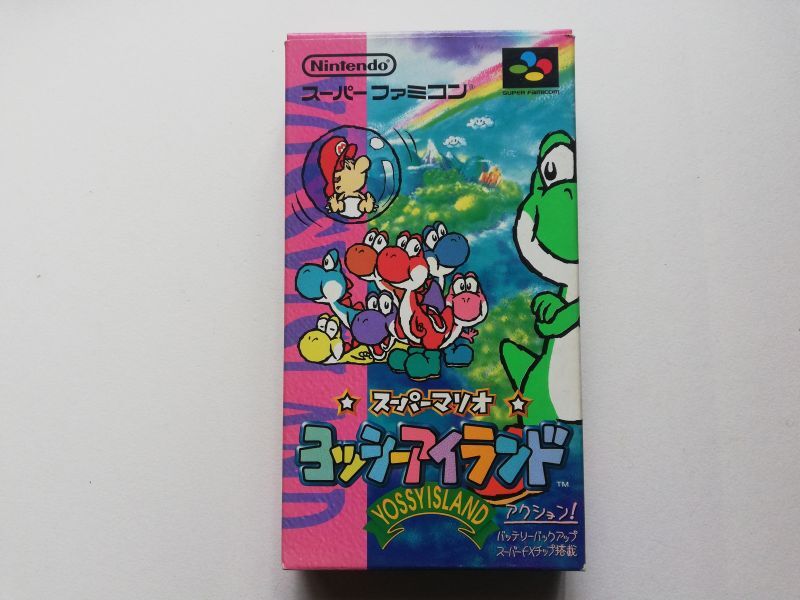 Nintendo
スーパーファミコン
SUPER FAMICOM
スーパーマリオ
ヨッシーアイランド
TM
YOSSY ISLAND
アクション!
バッテリーバックアップ
スーパーFXチップ搭載